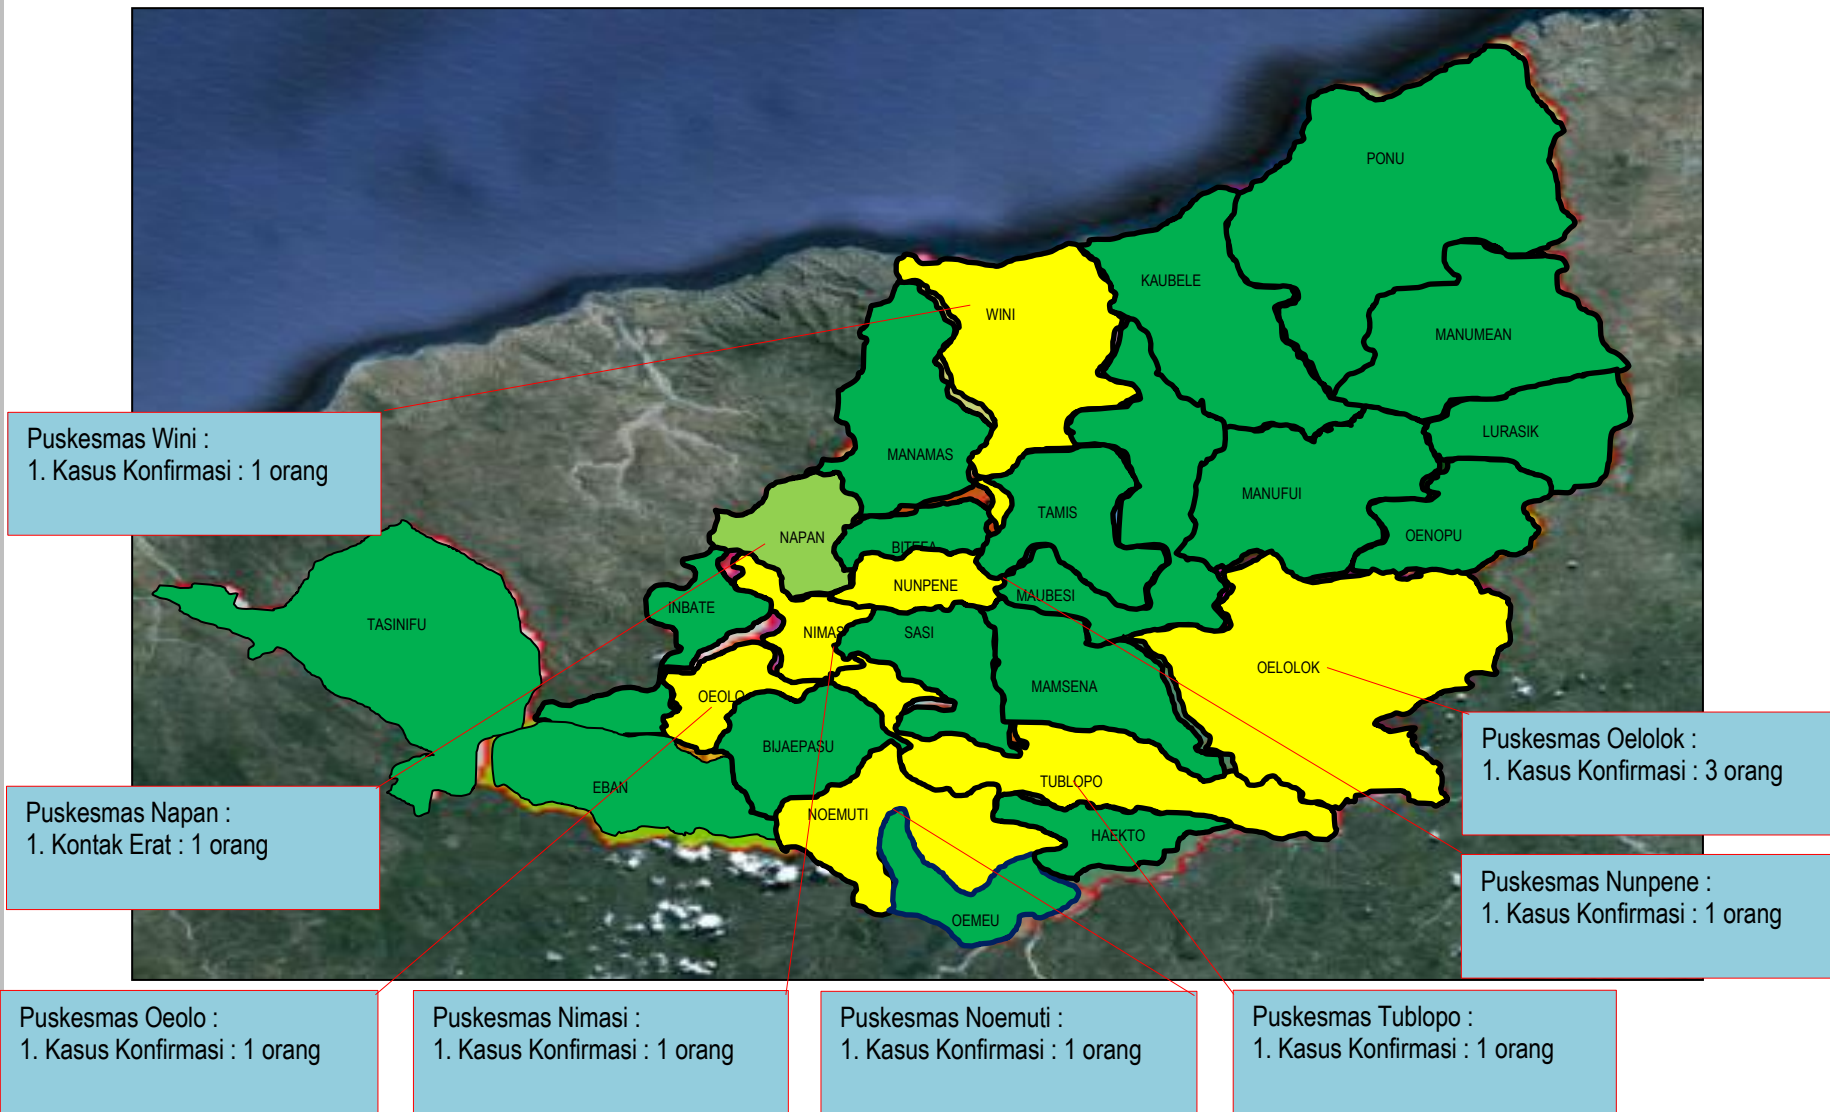 PONU
KAUBELE
WINI
MANUMEAN
LURASIK
MANAMAS
MANUFUI
TAMIS
OENOPU
NAPAN
BITEFA
NUNPENE
MAUBESI
INBATE
TASINIFU
NIMAS
SASI
OELOLOK
MAMSENA
OEOLO
BIJAEPASU
TUBLOPO
EBAN
NOEMUTI
HAEKTO
OEMEU
Puskesmas Wini :
1. Kasus Konfirmasi : 1 orang
Puskesmas Napan :
1. Kontak Erat : 1 orang
Puskesmas Oelolok :
1. Kasus Konfirmasi : 3 orang
Puskesmas Nunpene :
1. Kasus Konfirmasi : 1 orang
Puskesmas Oeolo :
1. Kasus Konfirmasi : 1 orang
Puskesmas Nimasi :
1. Kasus Konfirmasi : 1 orang
Puskesmas Noemuti :
1. Kasus Konfirmasi : 1 orang
Puskesmas Tublopo :
1. Kasus Konfirmasi : 1 orang